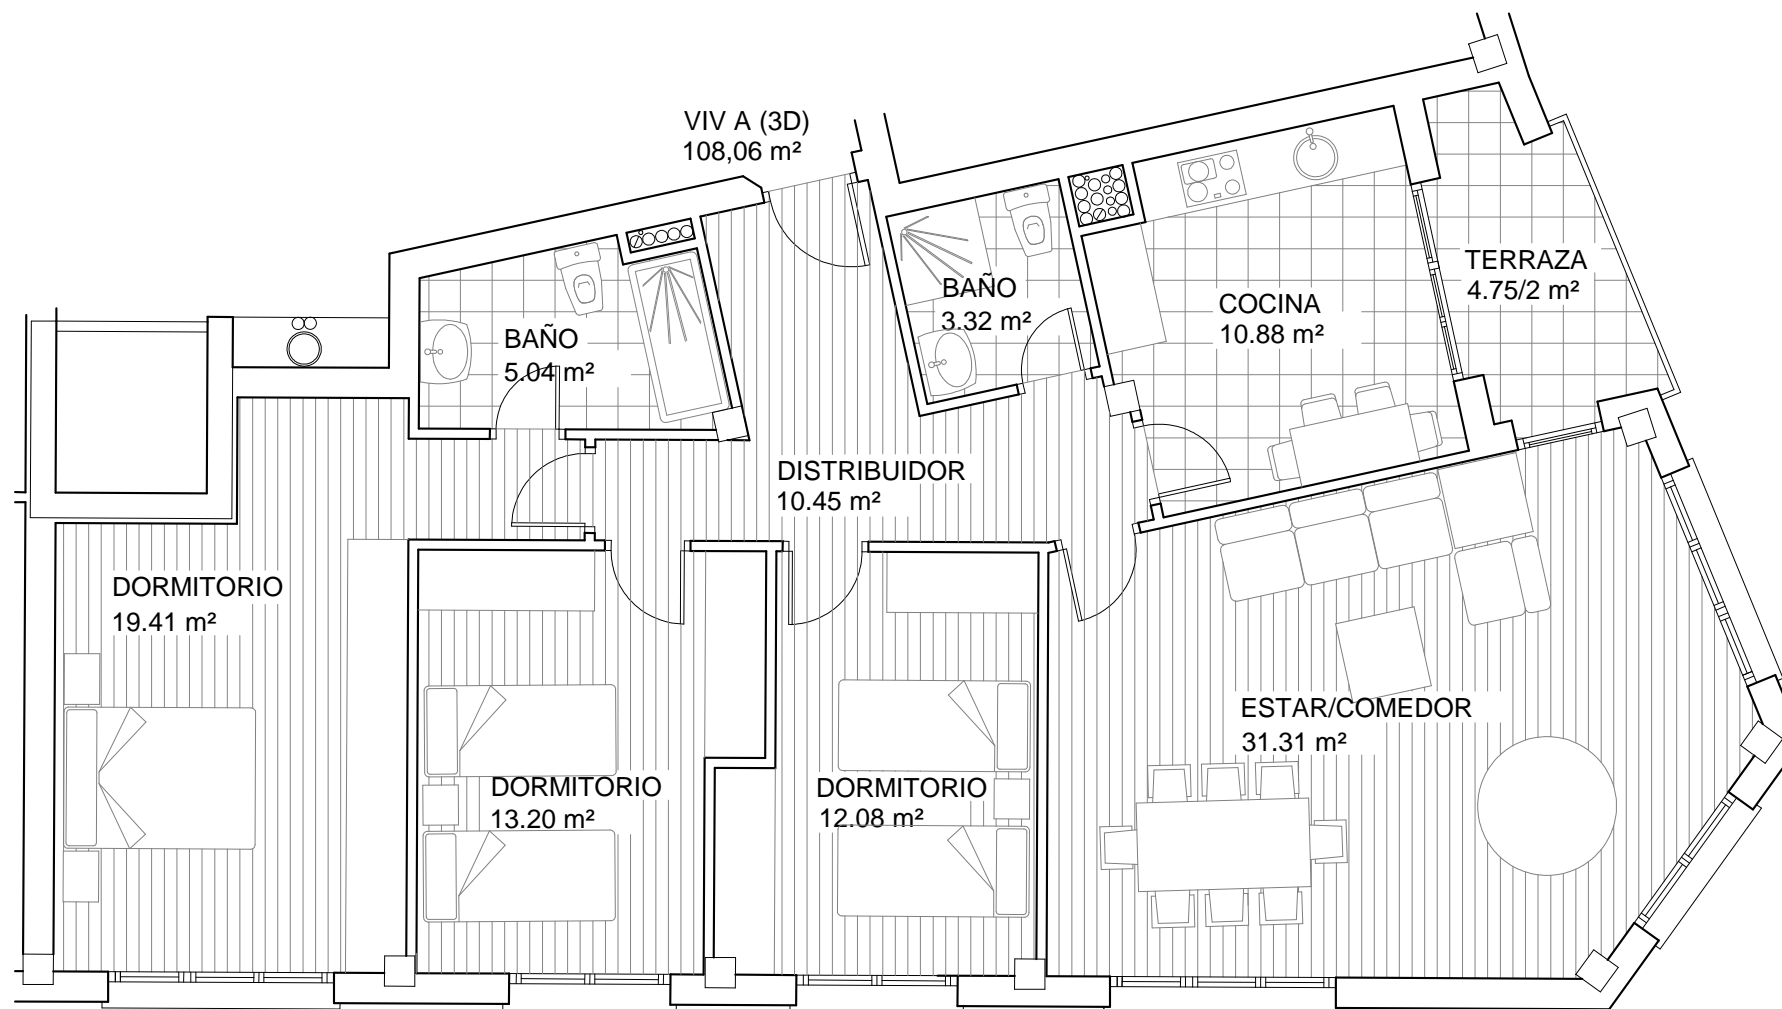 VIV A (3D)
108,06 m²
TERRAZA
4.75/2 m²
BAÑO
3.32 m²
COCINA
10.88 m²
BAÑO
5.04 m²
DISTRIBUIDOR
10.45 m²
DORMITORIO
19.41 m²
ESTAR/COMEDOR
31.31 m²
DORMITORIO
13.20 m²
DORMITORIO
12.08 m²